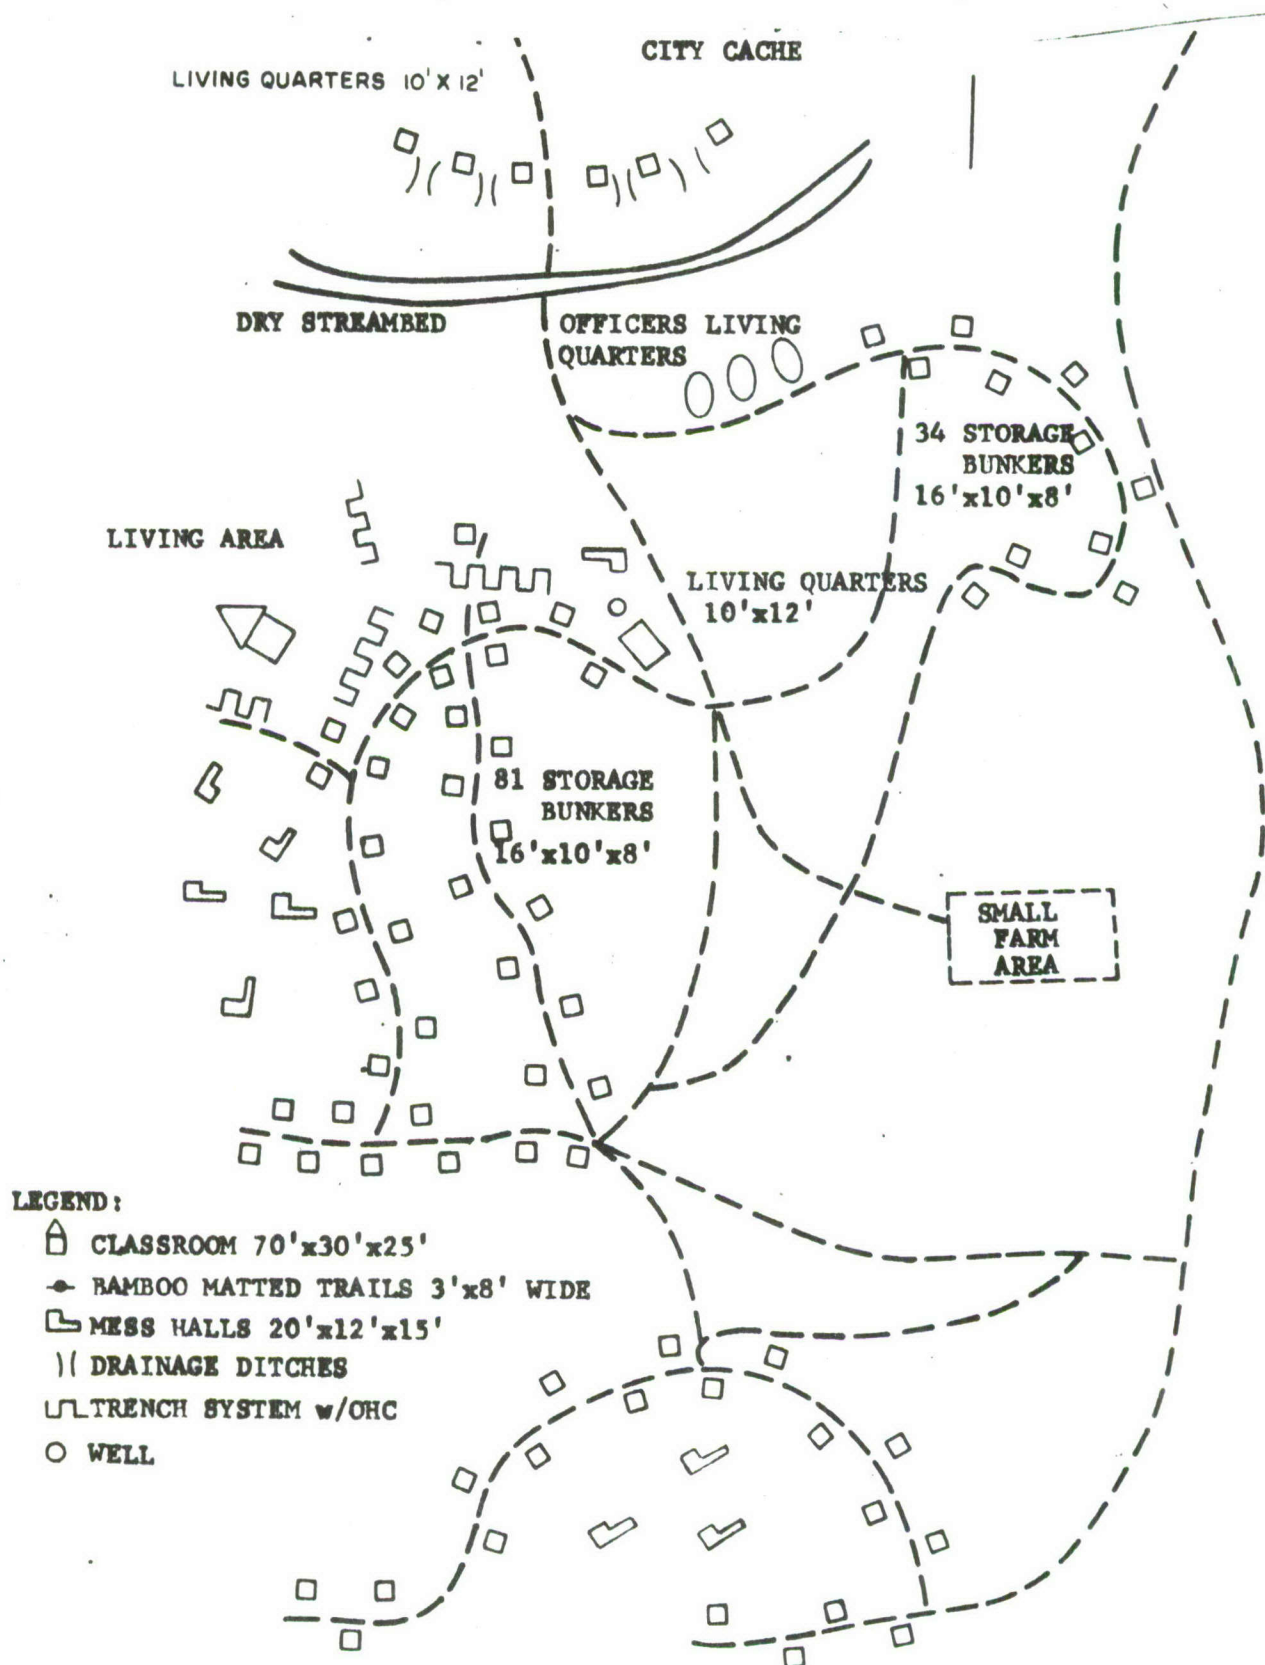 CITY CACHE
LIVING QUARTERS 10'X12'
DRY STREAMBED
OFFICERS LIVING
QUARTERS
34 STORAGE
BUNKERS
16'x10'x8'
LIVING AREA
LIVING QUARTERS
10'x12'
81 STORAGE
BUNKERS
16'x10'x8'
SMALL
FARM
AREA
LEGEND:
CLASSROOM 70'x30'x25'
BAMBOO MATTED TRAILS 3'x8' WIDE
MESS HALLS 20'x12'x15'
DRAINAGE DITCHES
TRENCH SYSTEM w/OHC
WELL